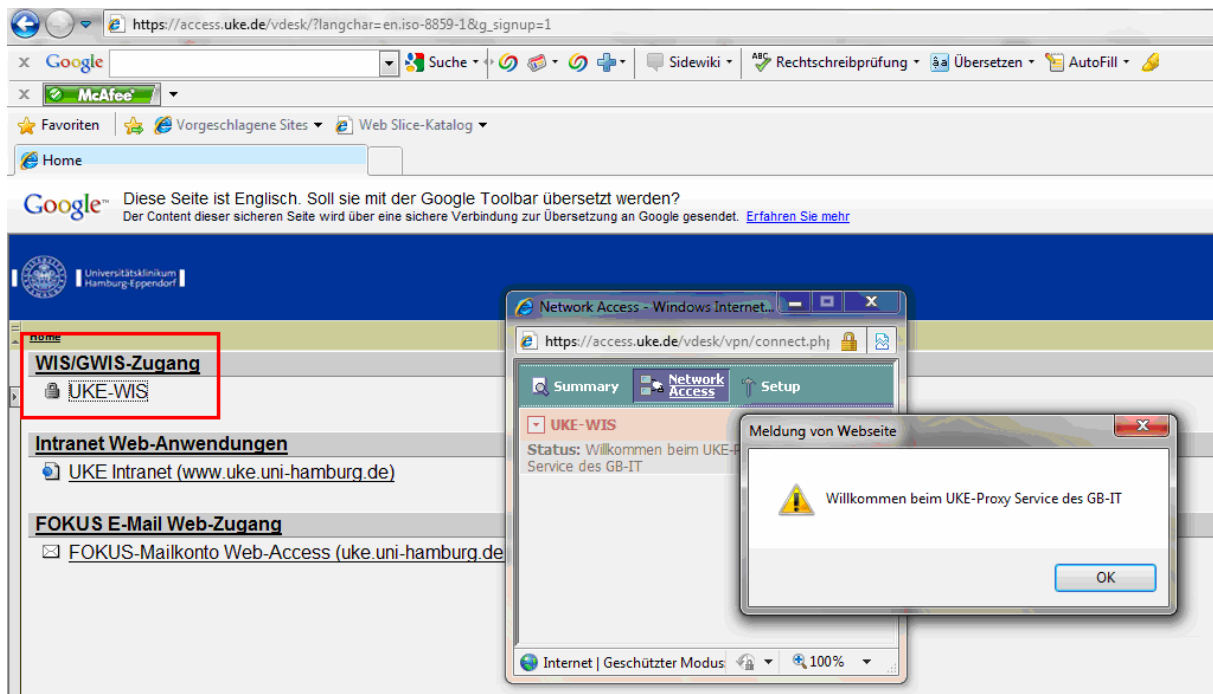 https://access.uke.de/vdesk/?langchar=en.iso-8859-1&g_signup=1
x Google Suche Sidewiki Rechtschreibprüfung Übersetzen AutoFill
x McAfee
Favoriten Vorgeschlagene Sites Web Slice-Katalog
Home
Google™ Diese Seite ist Englisch. Soll sie mit der Google Toolbar übersetzt werden?
Der Content dieser sicheren Seite wird über eine sichere Verbindung zur Übersetzung an Google gesendet. Erfahren Sie mehr
Universitätsklinikum
Hamburg-Eppendorf
Home
WIS/GWIS-Zugang
UKE-WIS
Intranet Web-Anwendungen
UKE Intranet (www.uke.uni-hamburg.de)
FOKUS E-Mail Web-Zugang
FOKUS-Mailkonto Web-Access (uke.uni-hamburg.de
Network Access - Windows Internet...
https://access.uke.de/vdesk/vpn/connect.php
Summary Network Access Setup
UKE-WIS
Status: Willkommen beim UKE-P
Service des GB-IT
Internet | Geschützter Modus: 100%
Meldung von Webseite
Willkommen beim UKE-Proxy Service des GB-IT
OK